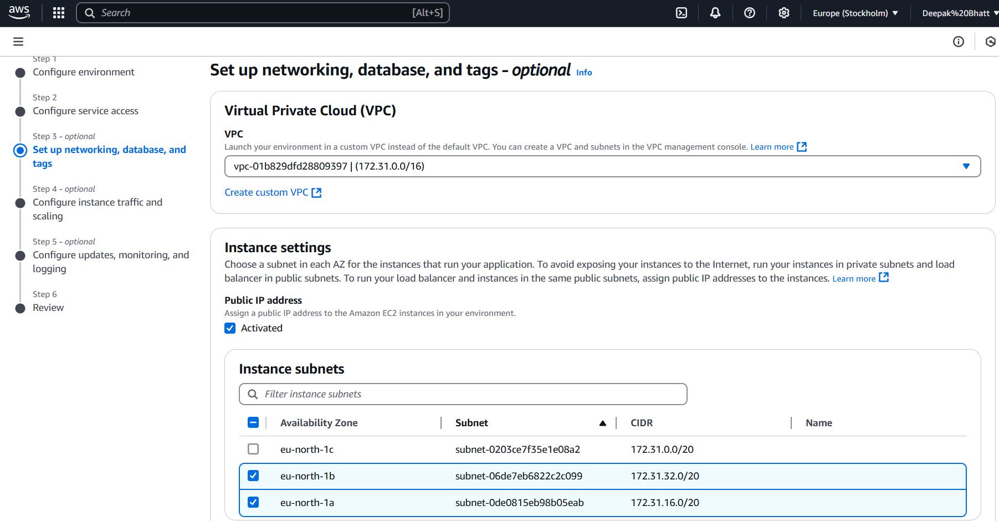 aws
Search [Alt+S]
Europe (Stockholm)
Deepak%20Bhatt
Step 1
Configure environment
Step 2
Configure service access
Step 3 - optional
Set up networking, database, and
tags
Step 4 - optional
Configure instance traffic and
scaling
Step 5 - optional
Configure updates, monitoring, and
logging
Step 6
Review
Set up networking, database, and tags - optional Info
Virtual Private Cloud (VPC)
VPC
Launch your environment in a custom VPC instead of the default VPC. You can create a VPC and subnets in the VPC management console. Learn more
vpc-01b829dfd28809397 | (172.31.0.0/16)
Create custom VPC
Instance settings
Choose a subnet in each AZ for the instances that run your application. To avoid exposing your instances to the Internet, run your instances in private subnets and load
balancer in public subnets. To run your load balancer and instances in the same public subnets, assign public IP addresses to the instances. Learn more
Public IP address
Assign a public IP address to the Amazon EC2 instances in your environment.
Activated
Instance subnets
Filter instance subnets
Availability Zone Subnet CIDR Name
eu-north-1c subnet-0203ce7f35e1e08a2 172.31.0.0/20
eu-north-1b subnet-06de7eb6822c2c099 172.31.32.0/20
eu-north-1a subnet-0de0815eb98b05eab 172.31.16.0/20